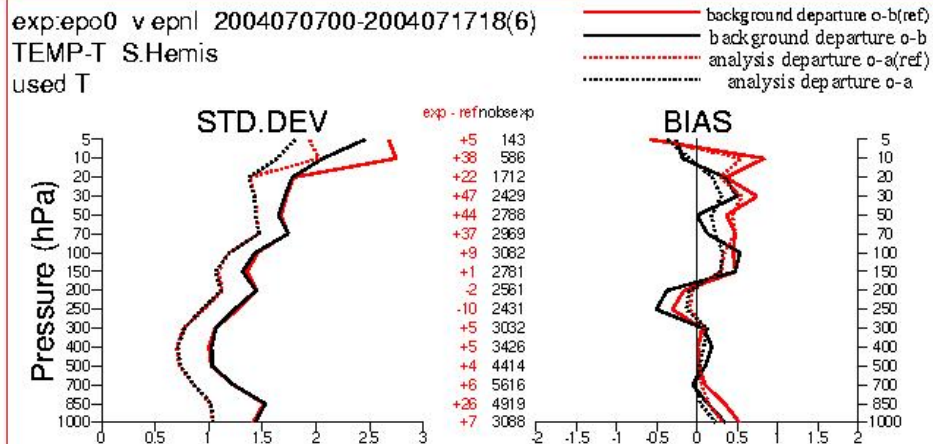 exp:epo0 v epnl 2004070700-2004071718(6)
TEMP-T S.Hemis
used T
background departure o-b(ref)
background departure o-b
analysis departure o-a(ref)
analysis departure o-a
STD.DEV
exp - ref nobsexp
BIAS
Pressure (hPa)
5 +5 143 5
10 +38 586 10
20 +22 1712 20
30 +47 2429 30
50 +44 2788 50
70 +37 2969 70
100 +9 3062 100
150 +1 2781 150
200 -2 2561 200
250 -10 2431 250
300 +5 3032 300
400 +5 3426 400
500 +4 4414 500
700 +6 5616 700
850 +26 4919 850
1000 +7 3088 1000
0 0.5 1 1.5 2 2.5 3 -2 -1.5 -1 -0.5 0 0.5 1 1.5 2